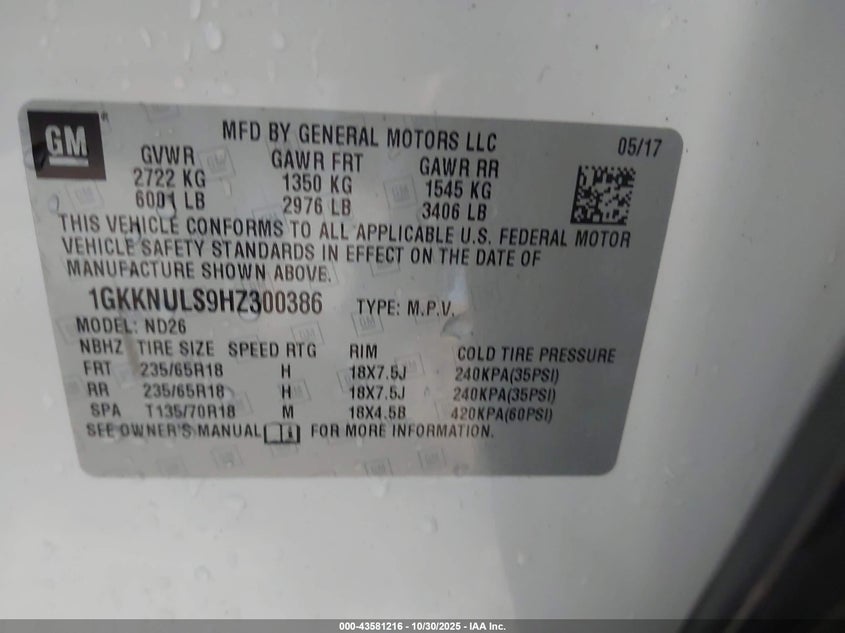 GM
MFD BY GENERAL MOTORS LLC 05/17
GVWR GAWR FRT GAWR RR
2722 KG 1350 KG 1545 KG
6001 LB 2976 LB 3406 LB
THIS VEHICLE CONFORMS TO ALL APPLICABLE U.S. FEDERAL MOTOR
VEHICLE SAFETY STANDARDS IN EFFECT ON THE DATE OF
MANUFACTURE SHOWN ABOVE.
1GKKNULS9HZ300386 TYPE: M.P.V.
MODEL: ND26
NBHZ TIRE SIZE SPEED RTG RIM COLD TIRE PRESSURE
FRT 235/65R18 H 18X7.5J 240KPA(35PSI)
RR 235/65R18 H 18X7.5J 240KPA(35PSI)
SPA T135/70R18 M 18X4.5B 420KPA(60PSI)
SEE OWNER'S MANUAL FOR MORE INFORMATION.
000-43581216 - 10/30/2025 - IAA Inc.